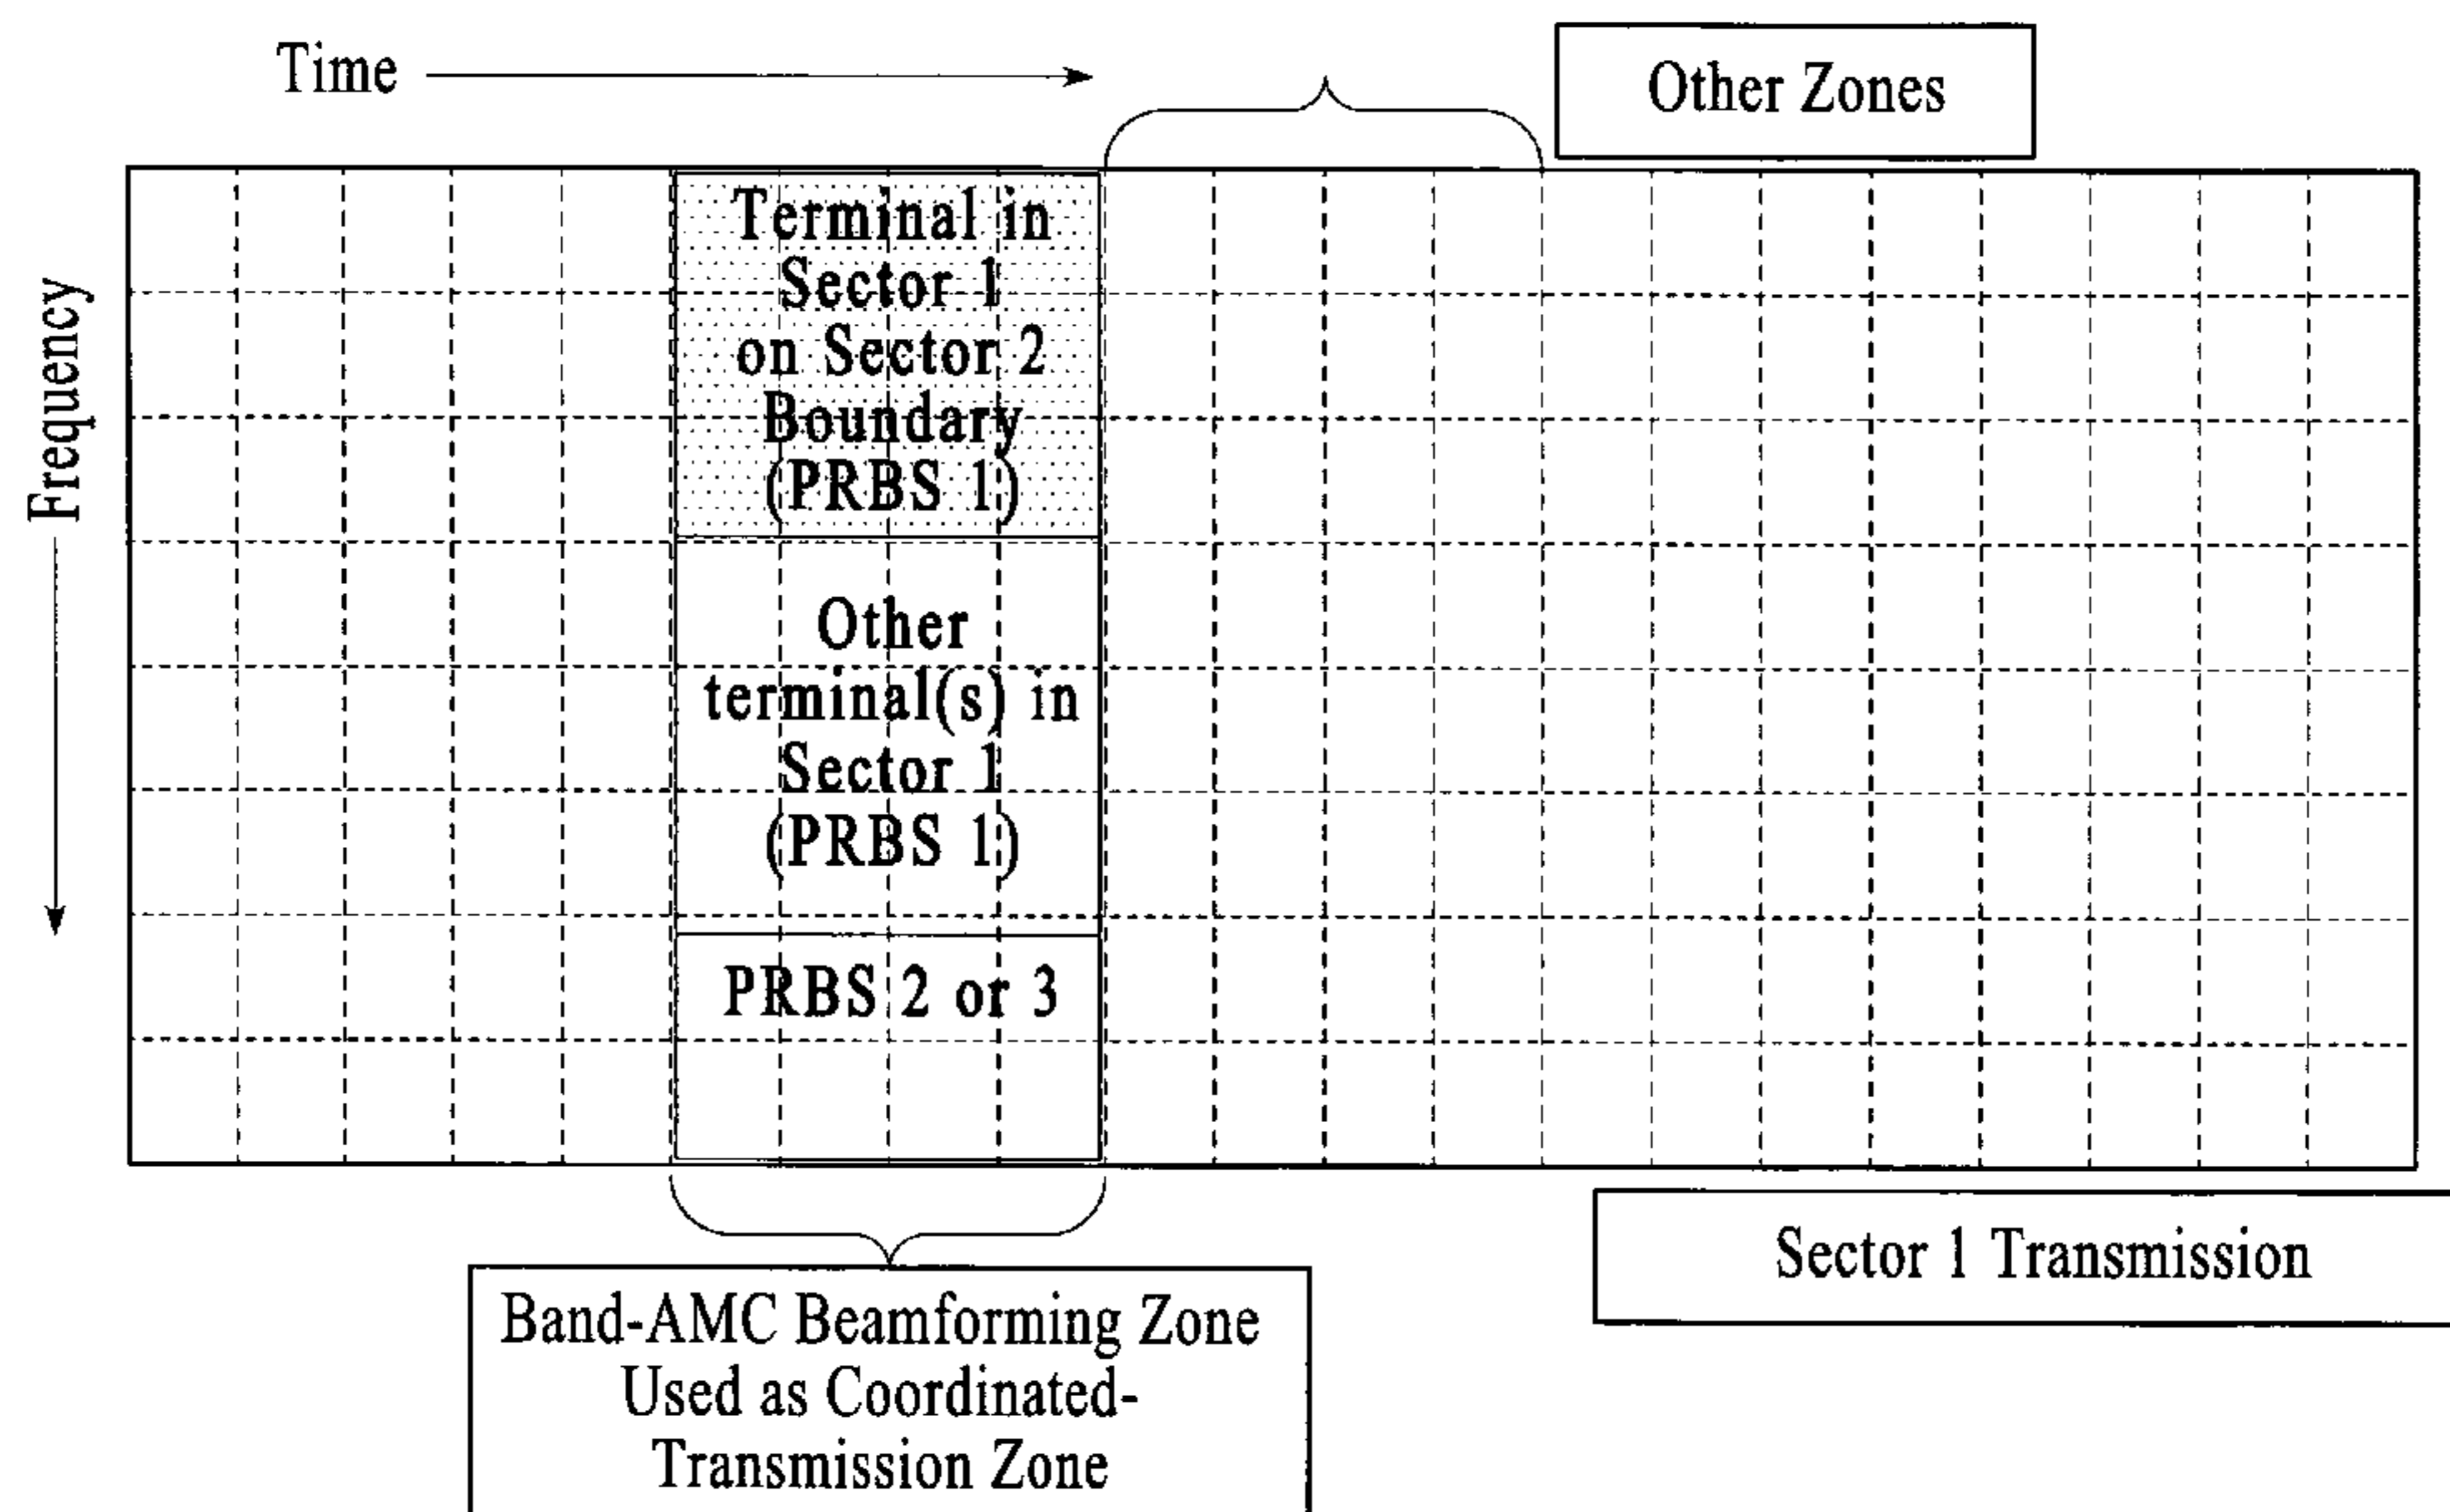 Time
Other Zones
Frequency
Terminal in
Sector 1
on Sector 2
Boundary
(PRBS 1)
Other
terminal(s) in
Sector 1
(PRBS 1)
PRBS 2 or 3
Sector 1 Transmission
Band-AMC Beamforming Zone
Used as Coordinated-
Transmission Zone